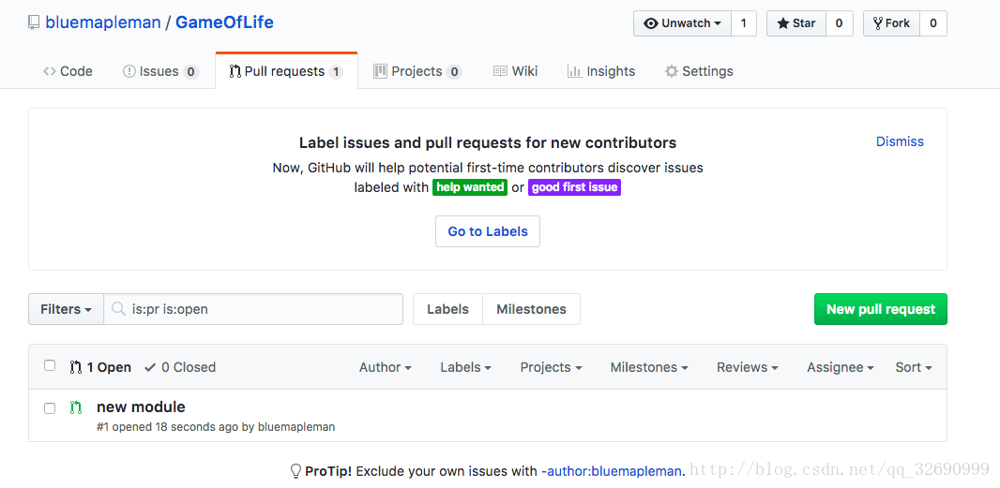 bluemapleman / GameOfLife Unwatch 1 Star 0 Fork 0
Code Issues 0 Pull requests 1 Projects 0 Wiki Insights Settings
Label issues and pull requests for new contributors Dismiss
Now, GitHub will help potential first-time contributors discover issues
labeled with help wanted or good first issue
Go to Labels
Filters is:pr is:open Labels Milestones New pull request
1 Open 0 Closed Author Labels Projects Milestones Reviews Assignee Sort
new module
#1 opened 18 seconds ago by bluemapleman
ProTip! Exclude your own issues with -author:bluemapleman. http://blog.csdn.net/qq_32690999